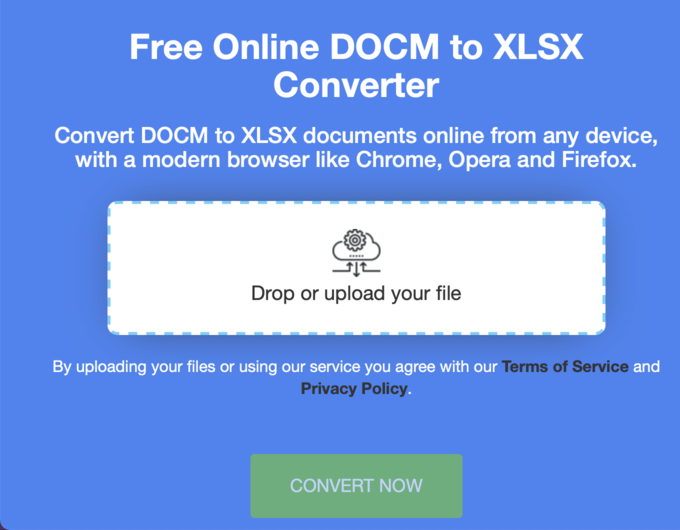 Free Online DOCM to XLSX
Converter
Convert DOCM to XLSX documents online from any device,
with a modern browser like Chrome, Opera and Firefox.
Drop or upload your file
By uploading your files or using our service you agree with our Terms of Service and
Privacy Policy.
CONVERT NOW